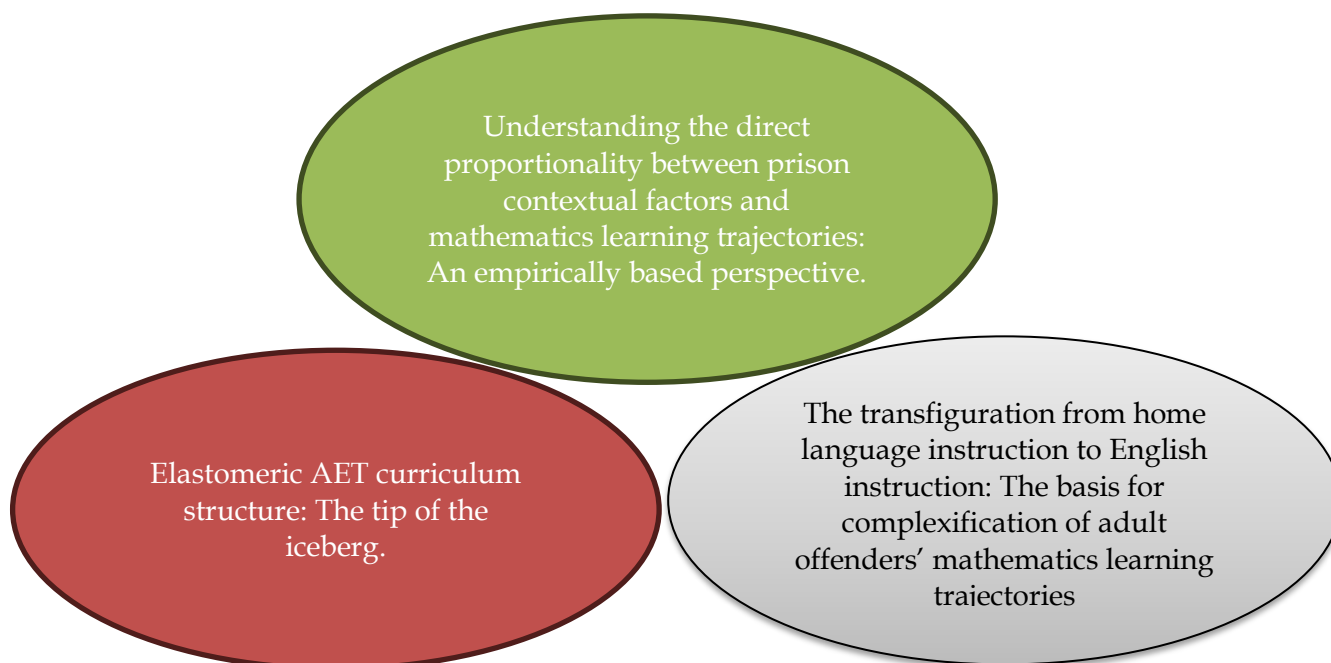 Understanding the direct
proportionality between prison
contextual factors and
mathematics learning trajectories:
An empirically based perspective.
Elastomeric AET curriculum
structure: The tip of the
iceberg.
The transfiguration from home
language instruction to English
instruction: The basis for
complexification of adult
offenders’ mathematics learning
trajectories